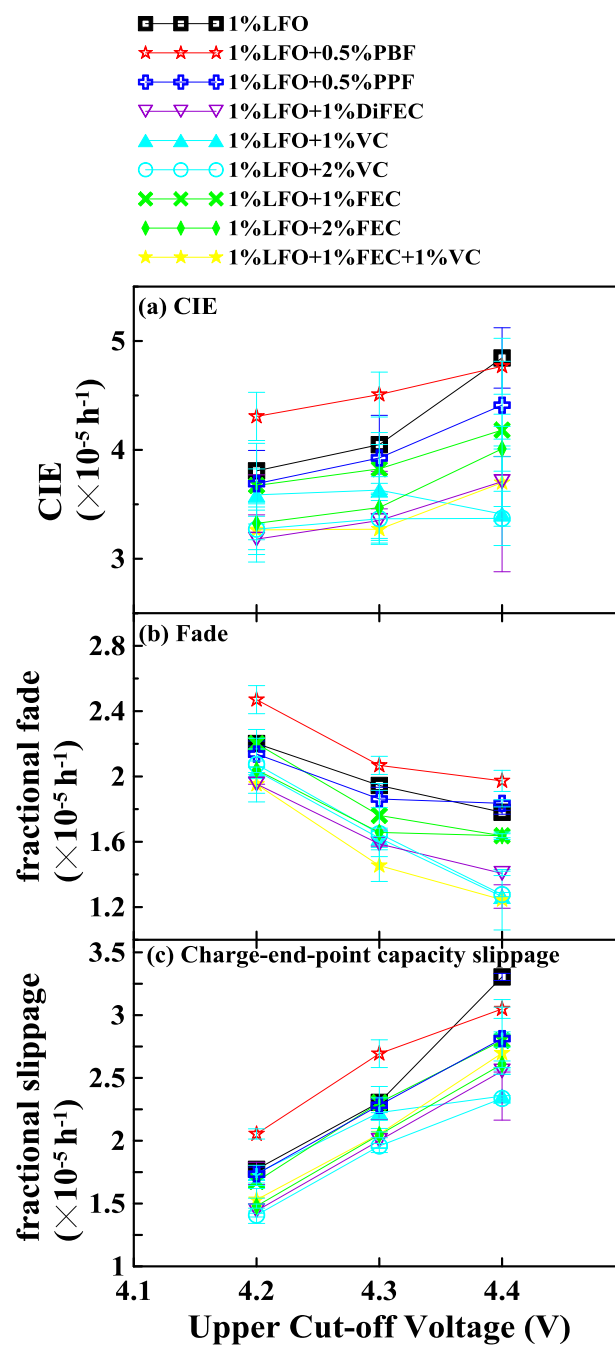 1%LFO
1%LFO+0.5%PBF
1%LFO+0.5%PPF
1%LFO+1%DiFEC
1%LFO+1%VC
1%LFO+2%VC
1%LFO+1%FEC
1%LFO+2%FEC
1%LFO+1%FEC+1%VC
(a) CIE
5
4
3
CIE
(×10⁻⁵ h⁻¹)
(b) Fade
2.8
2.4
2
1.6
1.2
fractional fade
(×10⁻⁵ h⁻¹)
(c) Charge-end-point capacity slippage
3.5
3
2.5
2
1.5
1
fractional slippage
(×10⁻⁵ h⁻¹)
4.1 4.2 4.3 4.4
Upper Cut-off Voltage (V)